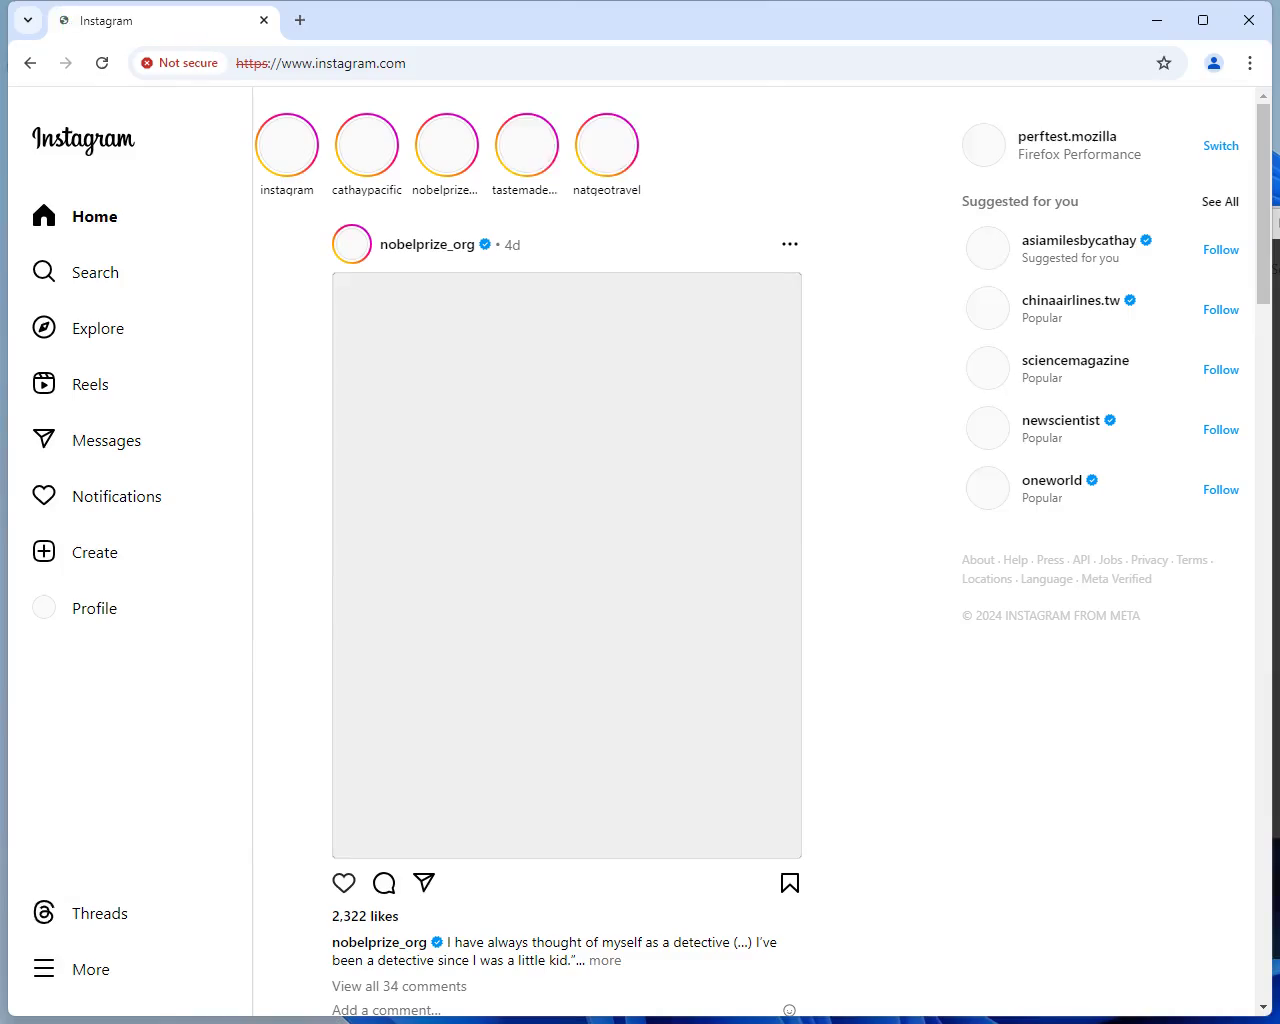 Instagram
Not secure
https://www.instagram.com
Instagram
Home
Search
Explore
Reels
Messages
Notifications
Create
Profile
Threads
More
instagram
cathaypacific
nobelprize...
tastemade...
natgeotravel
nobelprize_org • 4d
2,322 likes
nobelprize_org I have always thought of myself as a detective (...) I've
been a detective since I was a little kid.”... more
View all 34 comments
Add a comment...
perftest.mozilla
Firefox Performance
Switch
Suggested for you
See All
asiamilesbycathay
Suggested for you
Follow
chinaairlines.tw
Popular
Follow
sciencemagazine
Popular
Follow
newscientist
Popular
Follow
oneworld
Popular
Follow
About · Help · Press · API · Jobs · Privacy · Terms ·
Locations · Language · Meta Verified
© 2024 INSTAGRAM FROM META